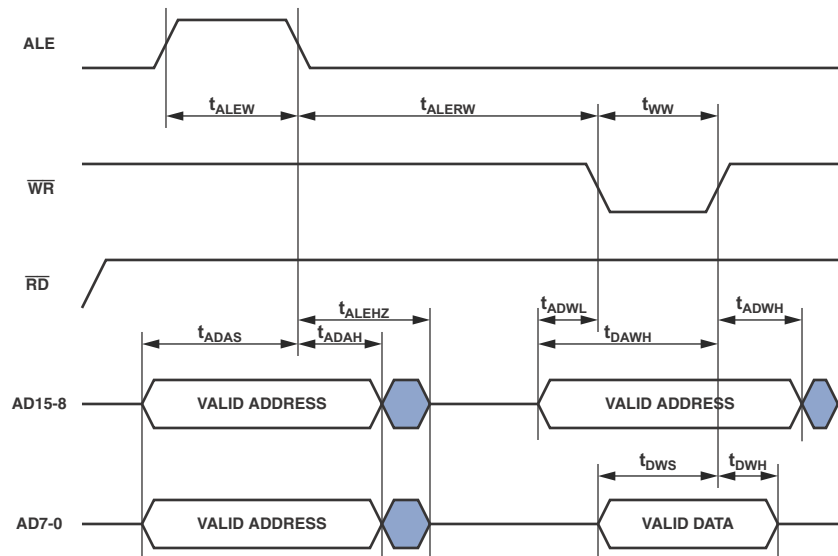 ALE
tALEW
tALERW
tWW
WR
RD
tALEHZ
tADWL
tADWH
tADAS
tADAH
tDAWH
AD15-8
VALID ADDRESS
VALID ADDRESS
tDWS
tDWH
AD7-0
VALID ADDRESS
VALID DATA